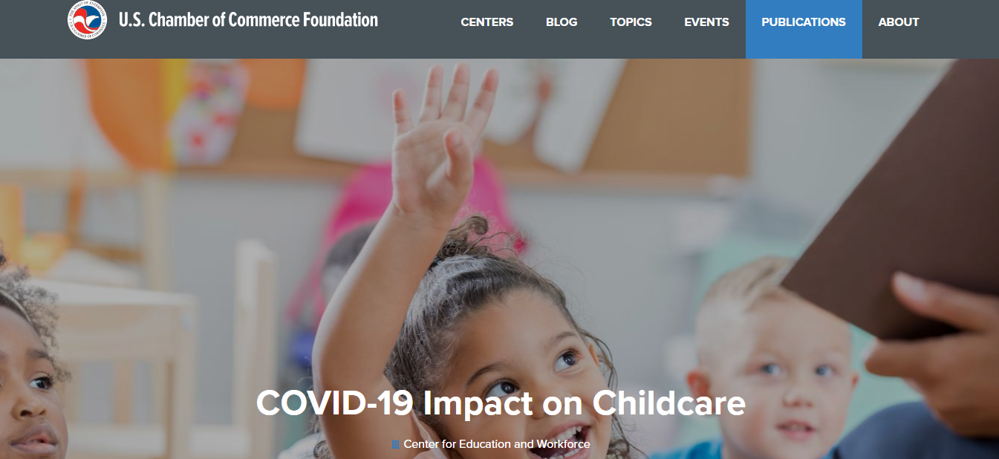 U.S. Chamber of Commerce Foundation
CENTERS BLOG TOPICS EVENTS PUBLICATIONS ABOUT
COVID-19 Impact on Childcare
Center for Education and Workforce